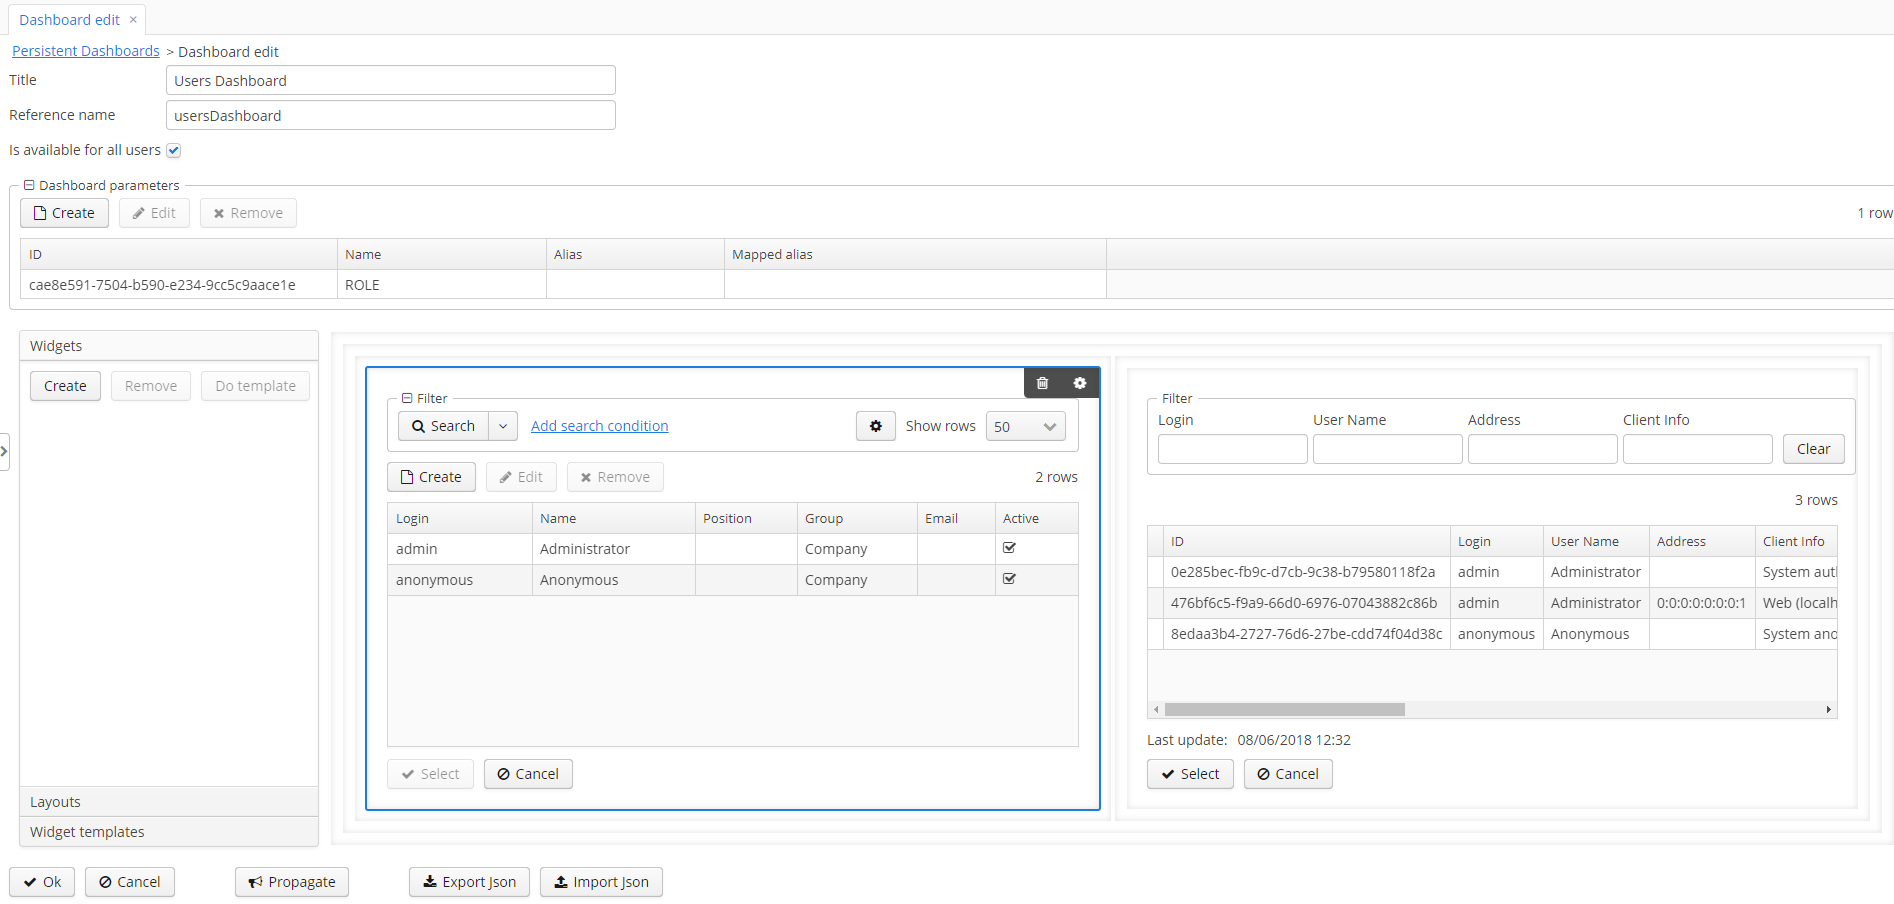 Dashboard edit ×
Persistent Dashboards > Dashboard edit
Title Users Dashboard
Reference name usersDashboard
Is available for all users
Dashboard parameters
Create Edit Remove 1 row
ID Name Alias Mapped alias
cae8e591-7504-b590-e234-9cc5c9aace1e ROLE
Widgets
Create Remove Do template
Layouts
Widget templates
Filter
Search Add search condition Show rows 50
Create Edit Remove 2 rows
Login Name Position Group Email Active
admin Administrator Company
anonymous Anonymous Company
Select Cancel
Filter
Login User Name Address Client Info
Clear
3 rows
ID Login User Name Address Client Info
0e285bec-fb9c-d7cb-9c38-b79580118f2a admin Administrator System aut
476bf6c5-f9a9-66d0-6976-07043882c86b admin Administrator 0:0:0:0:0:0:0:1 Web (localh
8edaa3b4-2727-76d6-27be-cdd74f04d38c anonymous Anonymous System ano
Last update: 08/06/2018 12:32
Select Cancel
Ok Cancel Propagate Export Json Import Json